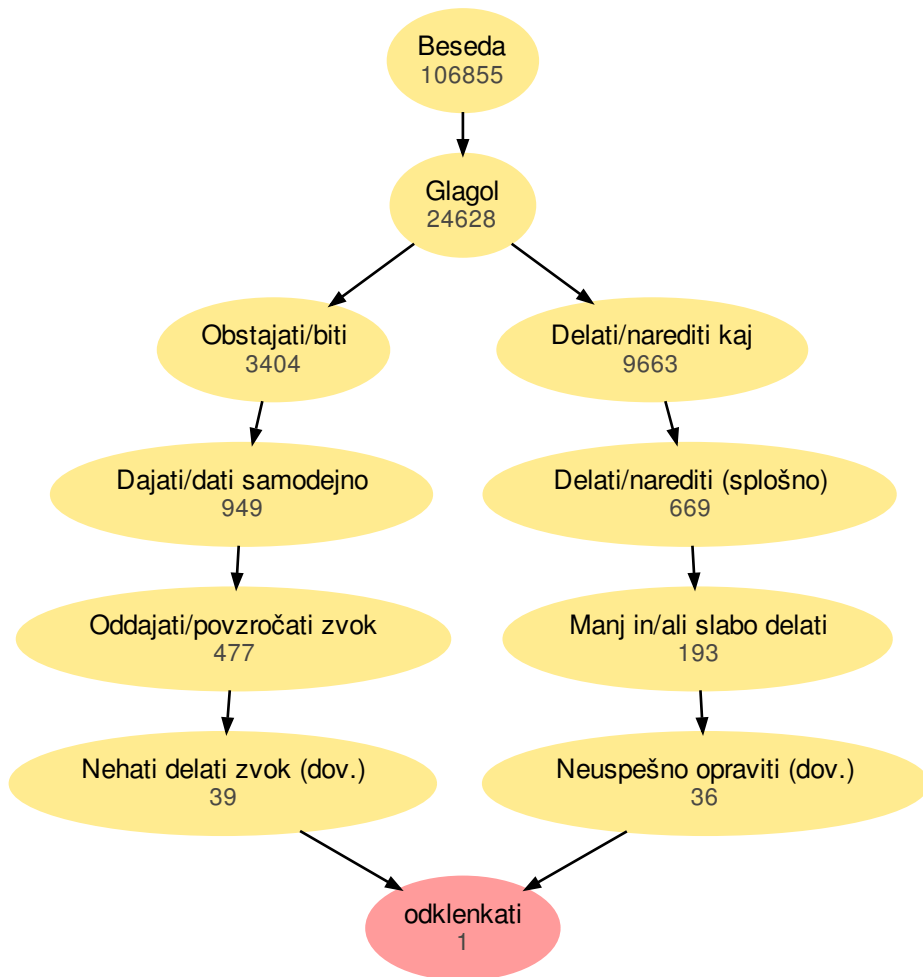 Beseda
106855
Glagol
24628
Obstajati/biti
3404
Delati/narediti kaj
9663
Dajati/dati samodejno
949
Delati/narediti (splošno)
669
Oddajati/povzročati zvok
477
Manj in/ali slabo delati
193
Nehati delati zvok (dov.)
39
Neuspešno opraviti (dov.)
36
odklenkati
1